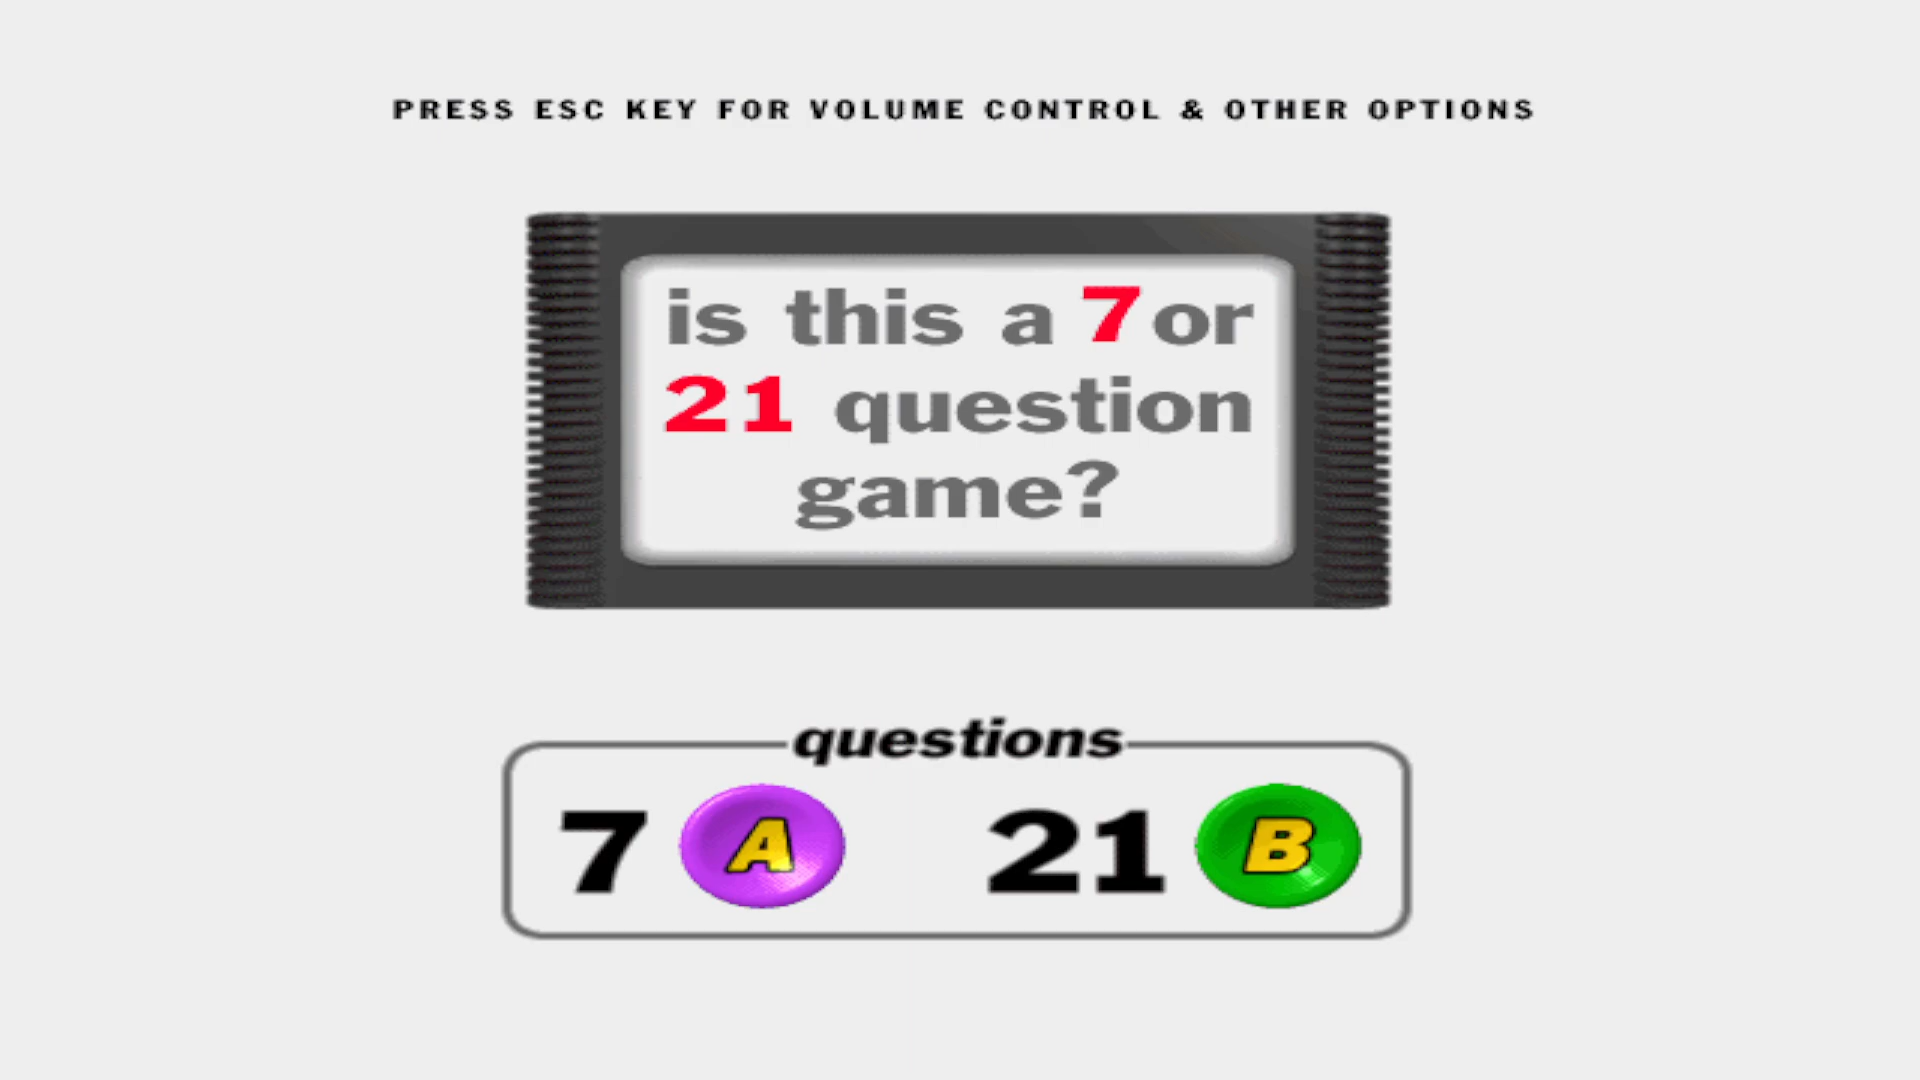 PRESS ESC KEY FOR VOLUME CONTROL & OTHER OPTIONS
is this a 7 or
21 question
game?
questions
7 A 21 B